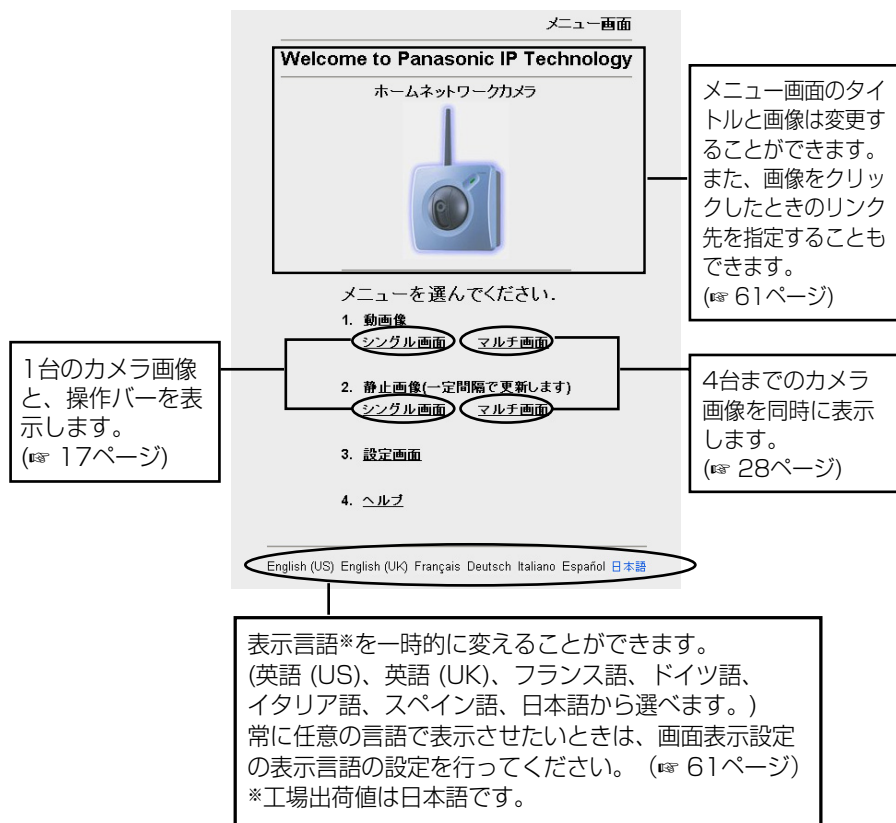 メニュー画面
Welcome to Panasonic IP Technology
ホームネットワークカメラ
メニュー画面のタイ
トルと画像は変更す
ることができます。
また、画像をクリッ
クしたときのリンク
先を指定することも
できます。
(☞ 61ページ)
メニューを選んでください.
1. 動画像
シングル画面 マルチ画面
2. 静止画像(一定間隔で更新します)
シングル画面 マルチ画面
3. 設定画面
4. ヘルプ
1台のカメラ画像
と、操作バーを表
示します。
(☞ 17ページ)
4台までのカメラ
画像を同時に表示
します。
(☞ 28ページ)
English (US) English (UK) Français Deutsch Italiano Español 日本語
表示言語※を一時的に変えることができます。
(英語 (US)、英語 (UK)、フランス語、ドイツ語、
イタリア語、スペイン語、日本語から選べます。)
常に任意の言語で表示させたいときは、画面表示設定
の表示言語の設定を行ってください。 (☞ 61ページ)
※工場出荷値は日本語です。